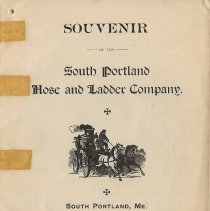 SOUVENIR
OF THE
South Portland
Hose and Ladder Company.
SOUTH PORTLAND, ME.